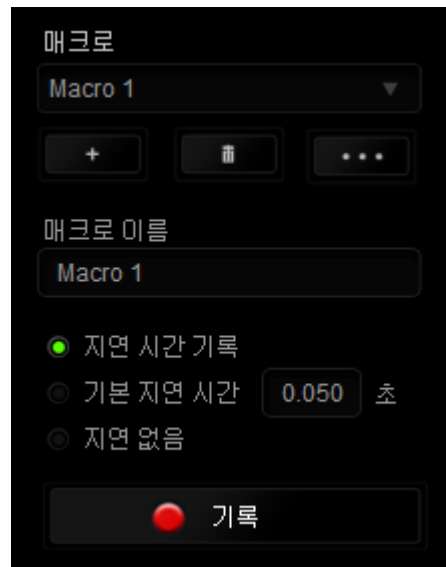 매크로
Macro 1
매크로 이름
Macro 1
지연 시간 기록
기본 지연 시간 0.050 초
지연 없음
기록